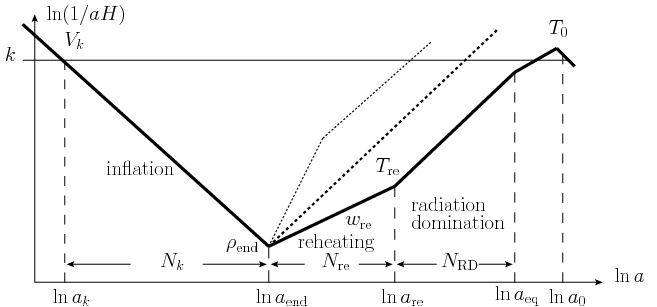 ln(1/aH)
V_k
T_0
k
T_re
inflation
radiation
domination
w_re
ρ_end
reheating
N_k
N_re
N_RD
ln a
ln a_k
ln a_end
ln a_re
ln a_eq
ln a_0